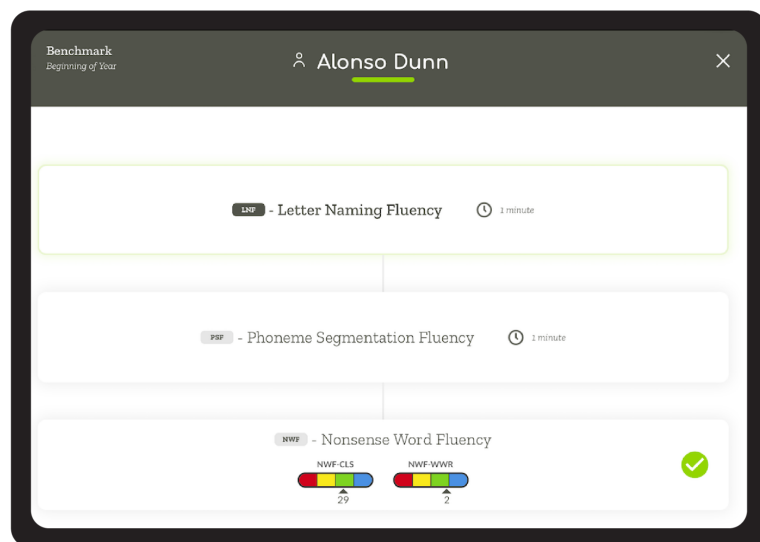 Benchmark
Beginning of Year
Alonso Dunn
LNF - Letter Naming Fluency 1 minute
PSF - Phoneme Segmentation Fluency 1 minute
NWF - Nonsense Word Fluency
NWF-CLS NWF-WWR
29 2